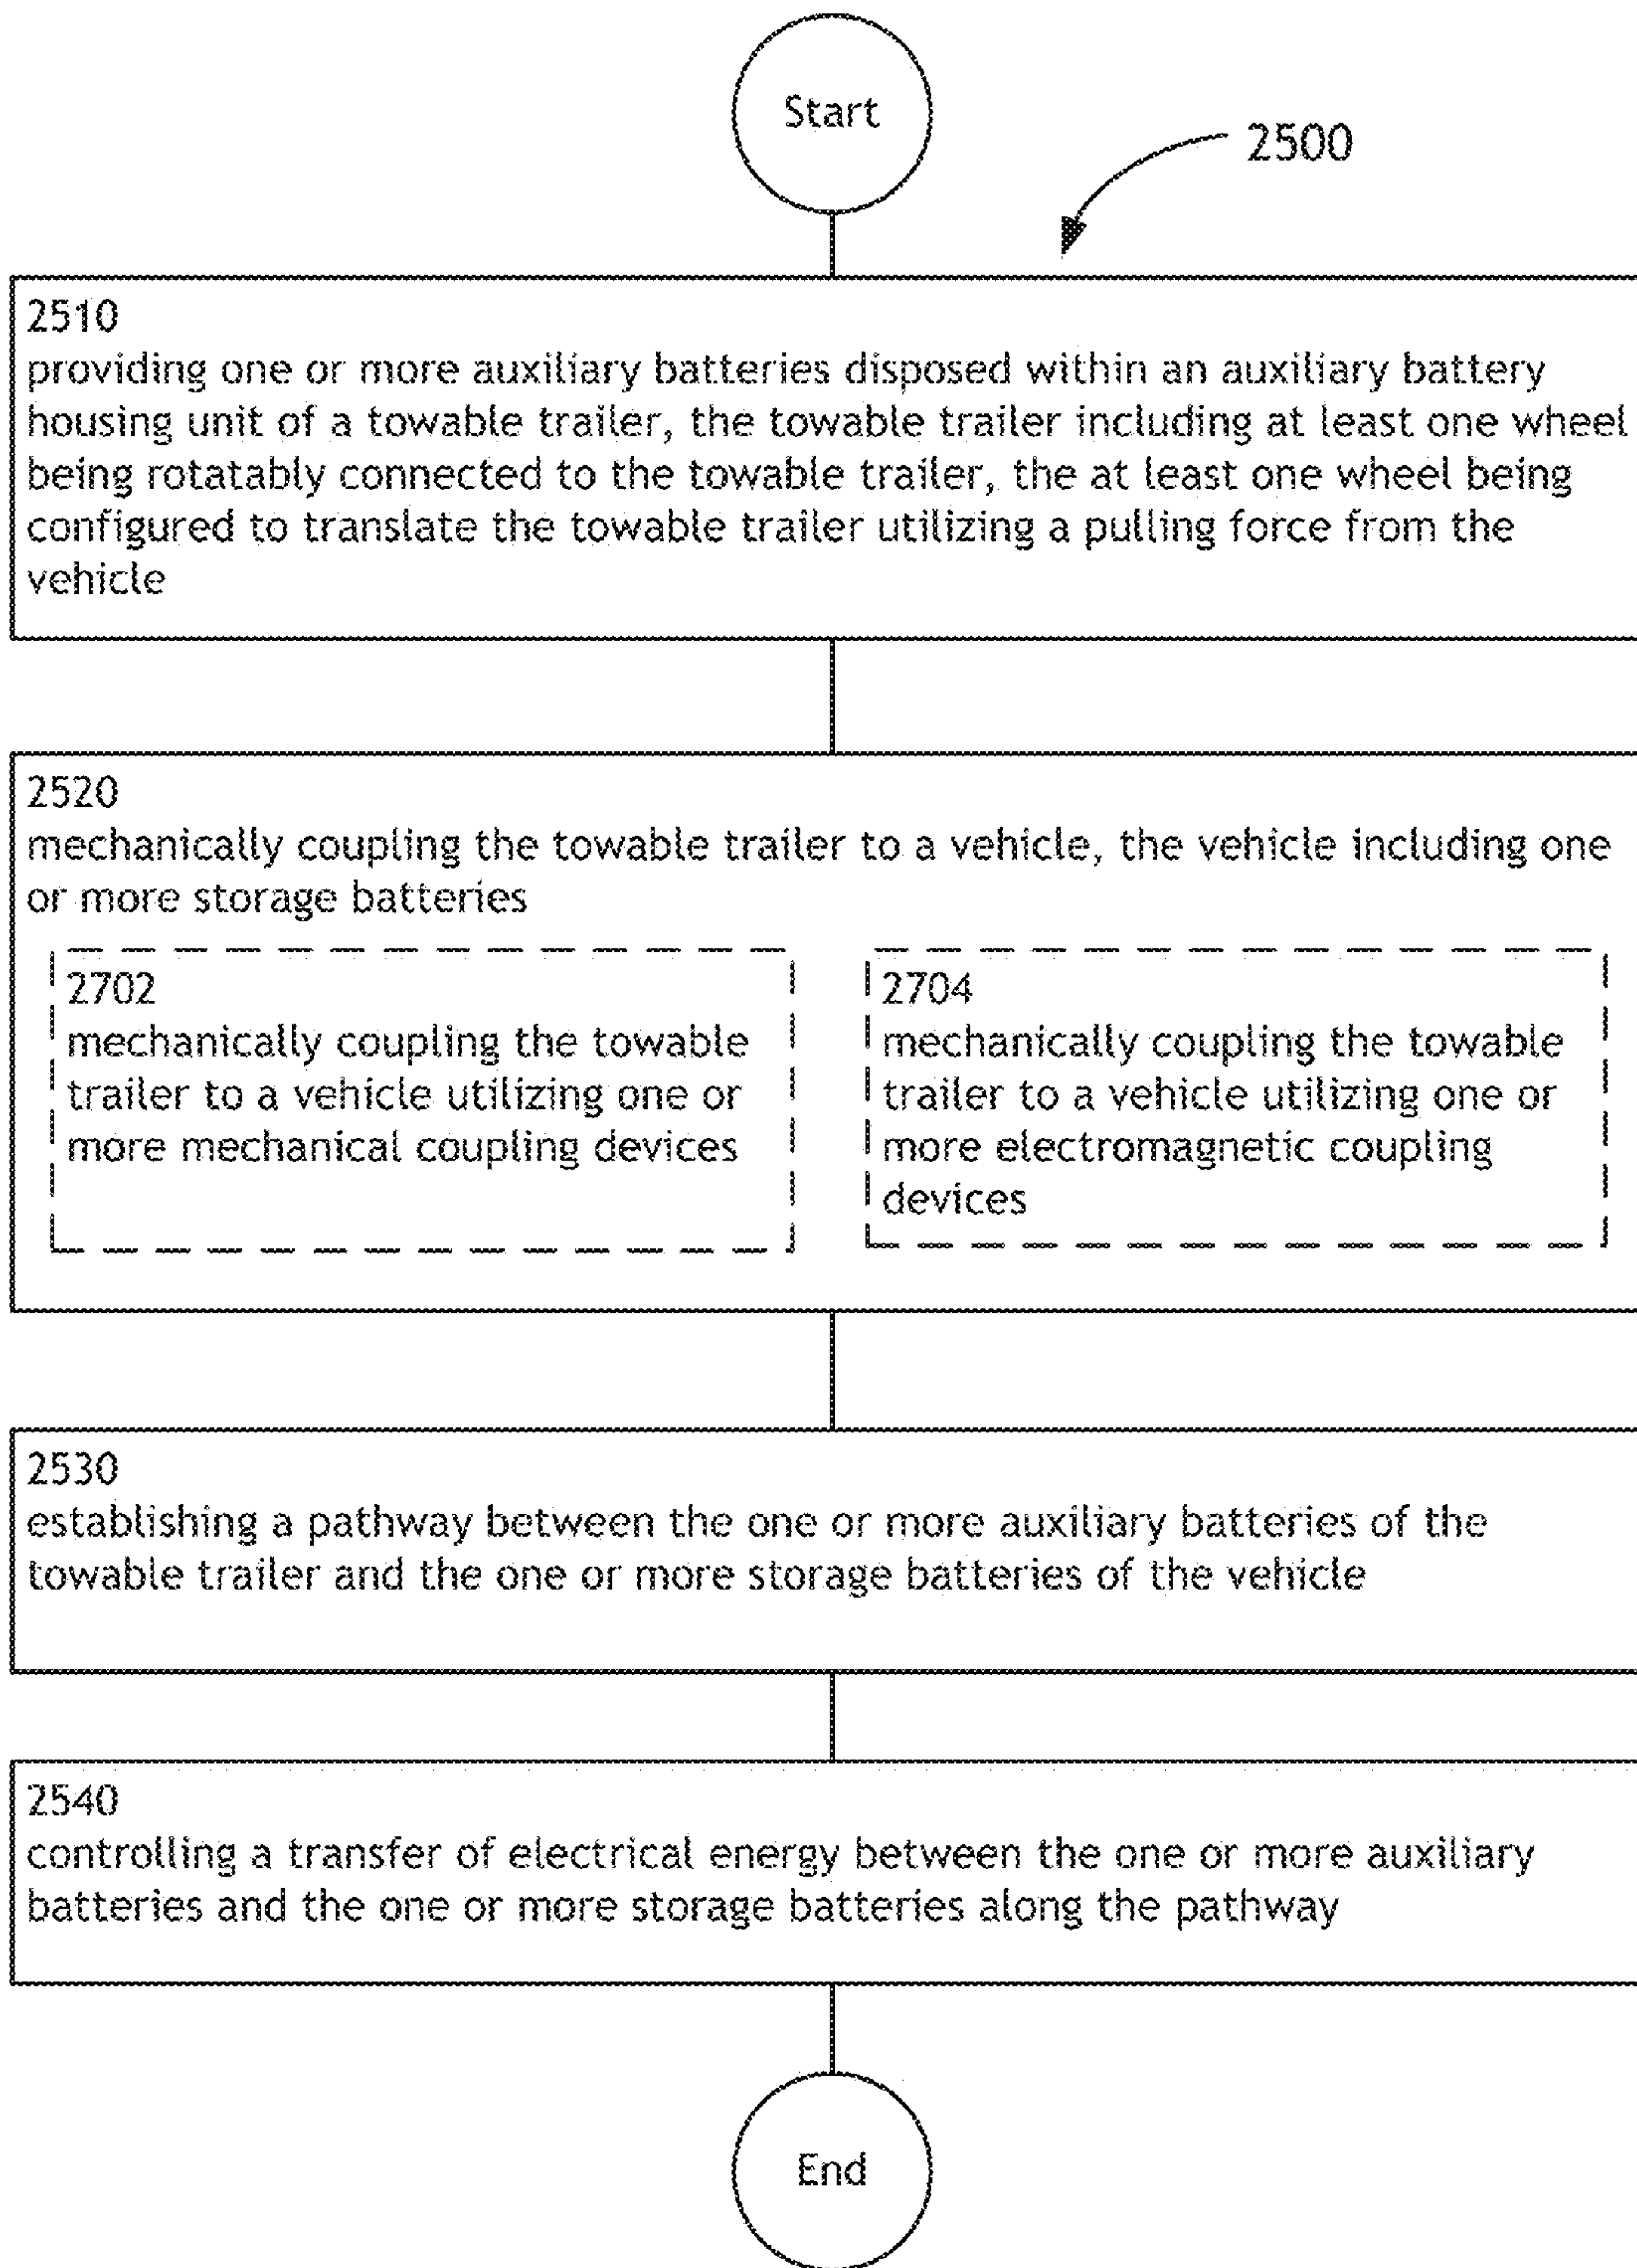 Start
2500
2510
providing one or more auxiliary batteries disposed within an auxiliary battery
housing unit of a towable trailer, the towable trailer including at least one wheel
being rotatably connected to the towable trailer, the at least one wheel being
configured to translate the towable trailer utilizing a pulling force from the
vehicle
2520
mechanically coupling the towable trailer to a vehicle, the vehicle including one
or more storage batteries
2702
mechanically coupling the towable
trailer to a vehicle utilizing one or
more mechanical coupling devices
2704
mechanically coupling the towable
trailer to a vehicle utilizing one or
more electromagnetic coupling
devices
2530
establishing a pathway between the one or more auxiliary batteries of the
towable trailer and the one or more storage batteries of the vehicle
2540
controlling a transfer of electrical energy between the one or more auxiliary
batteries and the one or more storage batteries along the pathway
End